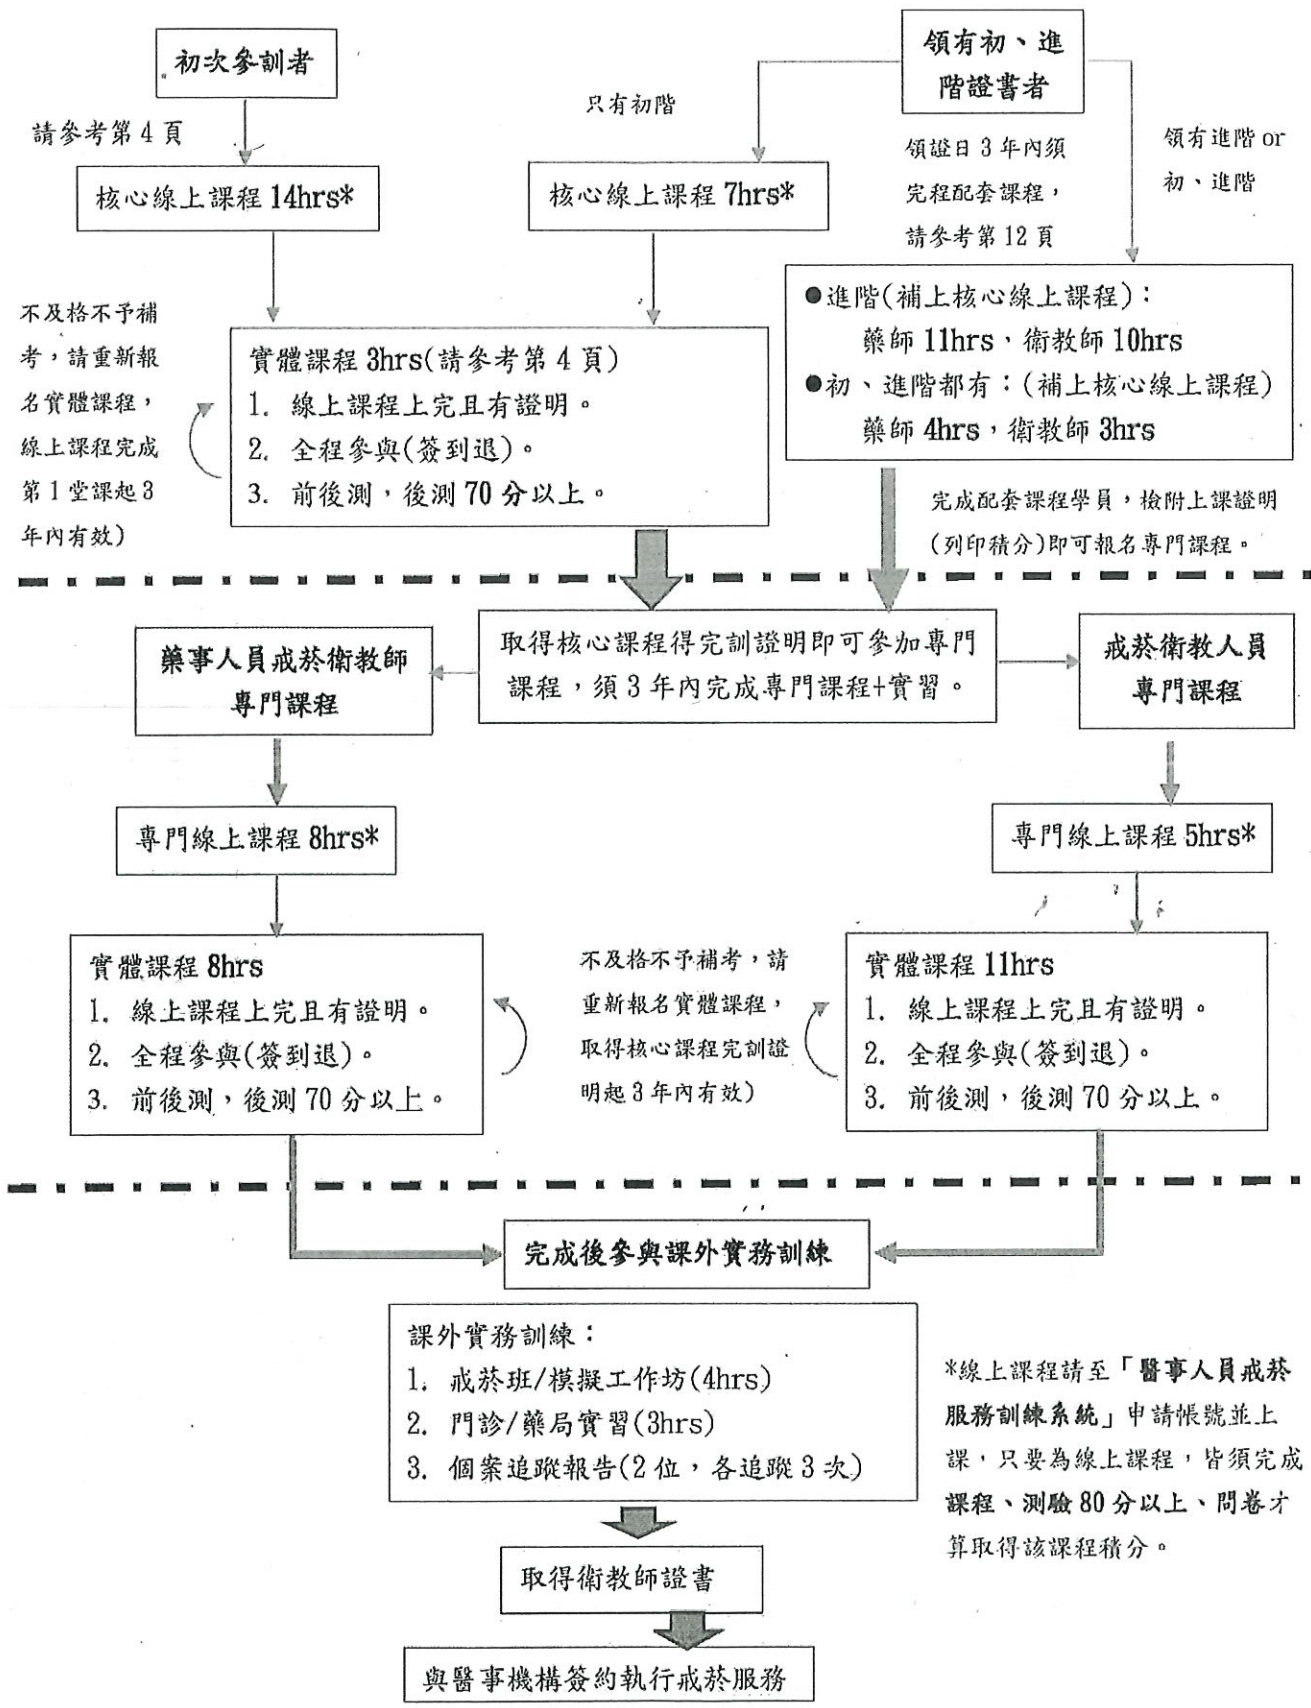 初次參訓者
領有初、進
階證書者
請參考第 4 頁
只有初階
領證日 3 年內須
完程配套課程，
請參考第 12 頁
領有進階 or
初、進階
核心線上課程 14hrs*
核心線上課程 7hrs*
不及格不予補
考，請重新報
名實體課程，
線上課程完成
第 1 堂課起 3
年內有效)
實體課程 3hrs(請參考第 4 頁)
1. 線上課程上完且有證明。
2. 全程參與(簽到退)。
3. 前後測，後測 70 分以上。
●進階(補上核心線上課程)：
藥師 11hrs，衛教師 10hrs
●初、進階都有：(補上核心線上課程)
藥師 4hrs，衛教師 3hrs
完成配套課程學員，檢附上課證明
(列印積分)即可報名專門課程。
藥事人員戒菸衛教師
專門課程
取得核心課程得完訓證明即可參加專門
課程，須 3 年內完成專門課程+實習。
戒菸衛教人員
專門課程
專門線上課程 8hrs*
專門線上課程 5hrs*
實體課程 8hrs
1. 線上課程上完且有證明。
2. 全程參與(簽到退)。
3. 前後測，後測 70 分以上。
不及格不予補考，請
重新報名實體課程，
取得核心課程完訓證
明起 3 年內有效)
實體課程 11hrs
1. 線上課程上完且有證明。
2. 全程參與(簽到退)。
3. 前後測，後測 70 分以上。
完成後參與課外實務訓練
課外實務訓練：
1. 戒菸班/模擬工作坊(4hrs)
2. 門診/藥局實習(3hrs)
3. 個案追蹤報告(2 位，各追蹤 3 次)
*線上課程請至「醫事人員戒菸
服務訓練系統」申請帳號並上
課，只要為線上課程，皆須完成
課程、測驗 80 分以上、問卷才
算取得該課程積分。
取得衛教師證書
與醫事機構簽約執行戒菸服務